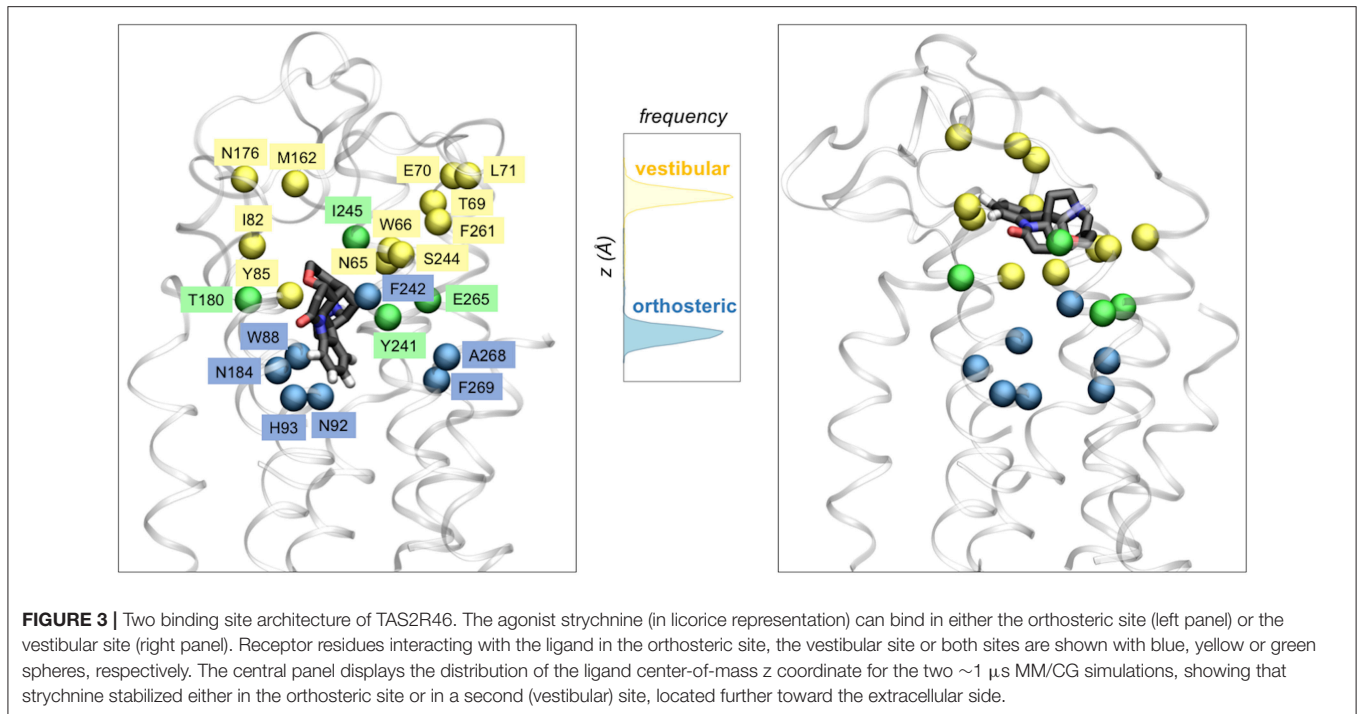 N176
M162
E70
L71
I245
T69
I82
W66
F261
N65
S244
Y85
T180
F242
E265
W88
Y241
N184
A268
F269
H93
N92
frequency
vestibular
z (Å)
orthosteric
FIGURE 3 | Two binding site architecture of TAS2R46. The agonist strychnine (in licorice representation) can bind in either the orthosteric site (left panel) or the
vestibular site (right panel). Receptor residues interacting with the ligand in the orthosteric site, the vestibular site or both sites are shown with blue, yellow or green
spheres, respectively. The central panel displays the distribution of the ligand center-of-mass z coordinate for the two ~1 μs MM/CG simulations, showing that
strychnine stabilized either in the orthosteric site or in a second (vestibular) site, located further toward the extracellular side.